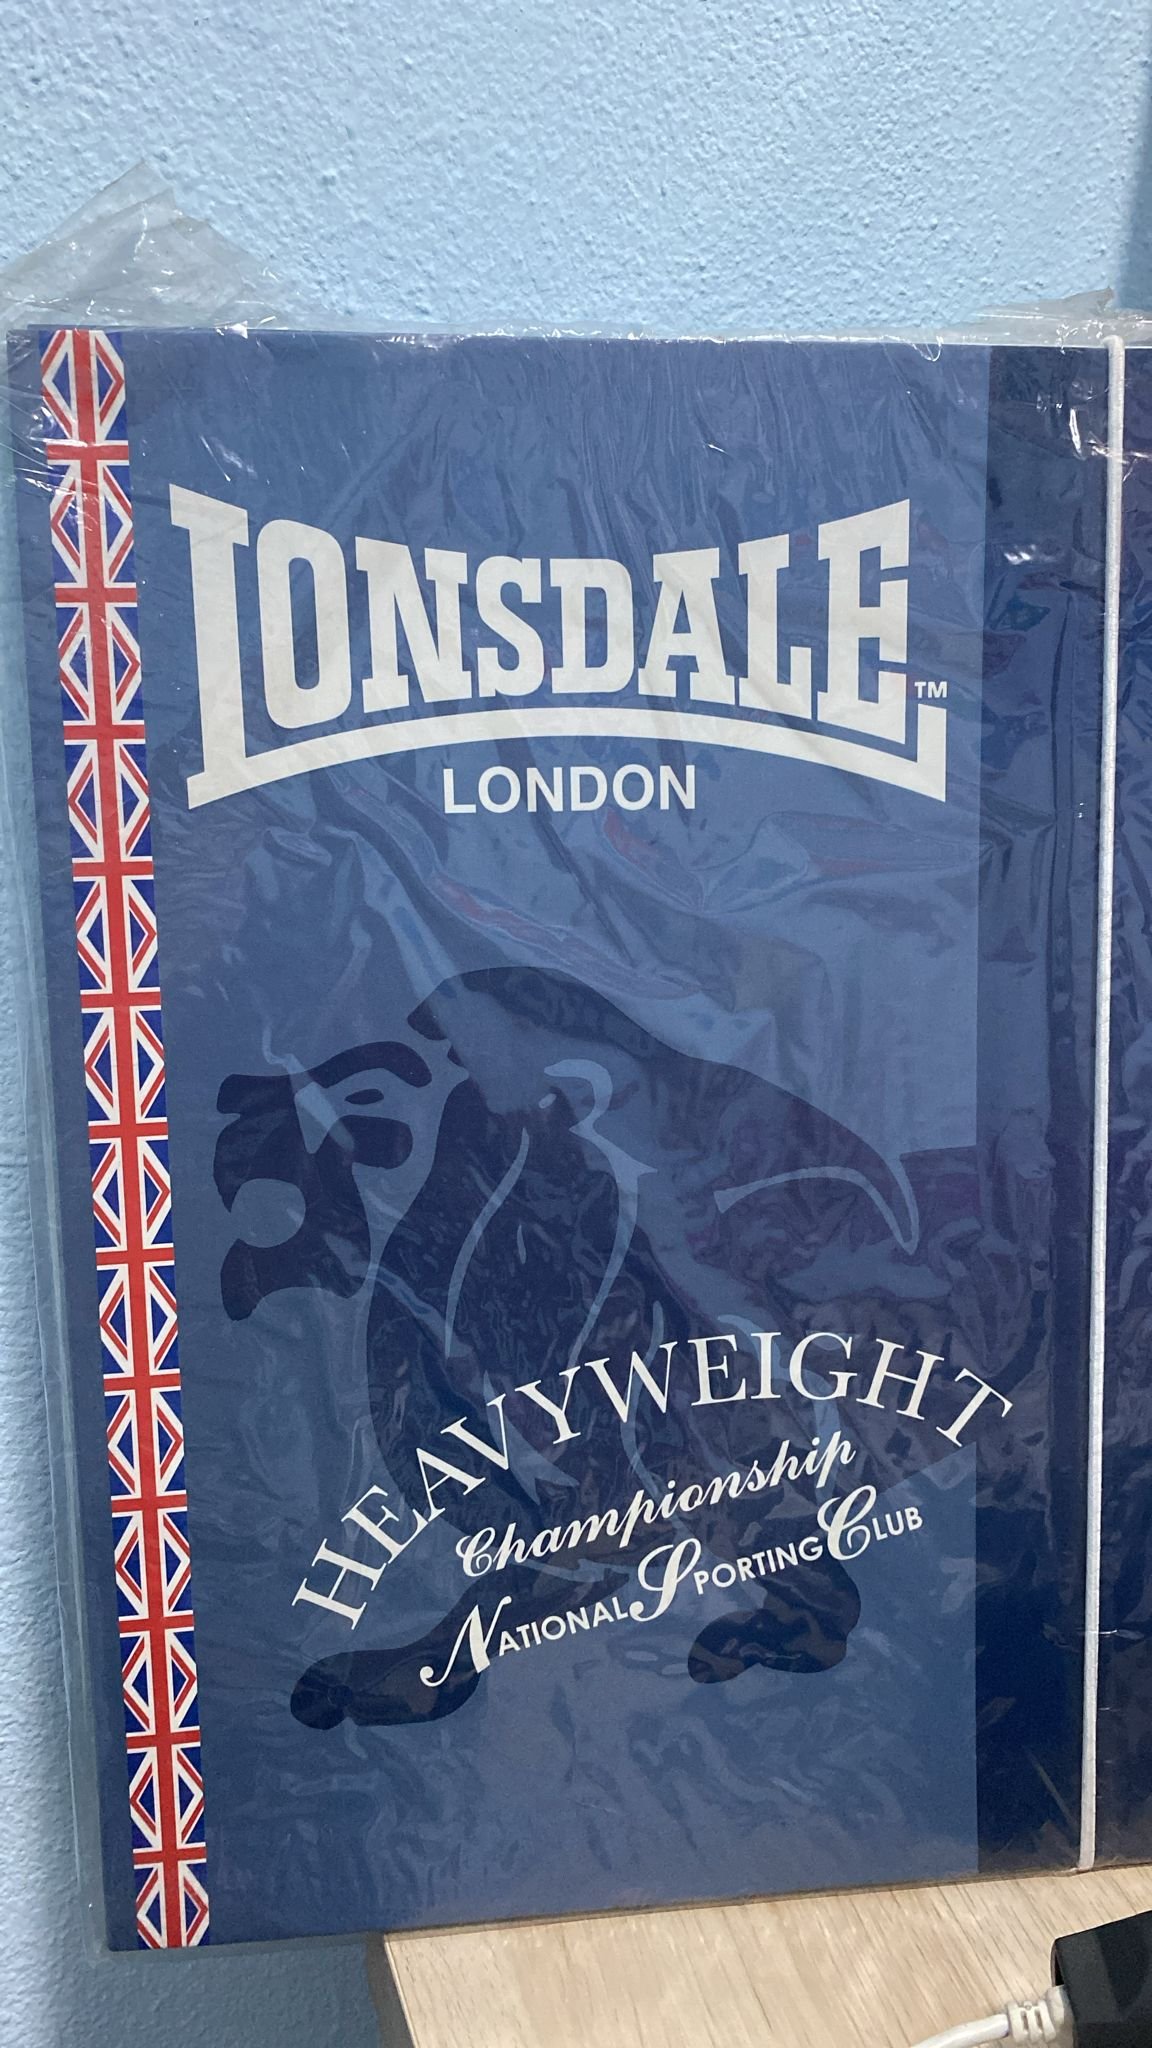 LONSDALE™
LONDON
HEAVYWEIGHT
Championship
NATIONAL SPORTING CLUB